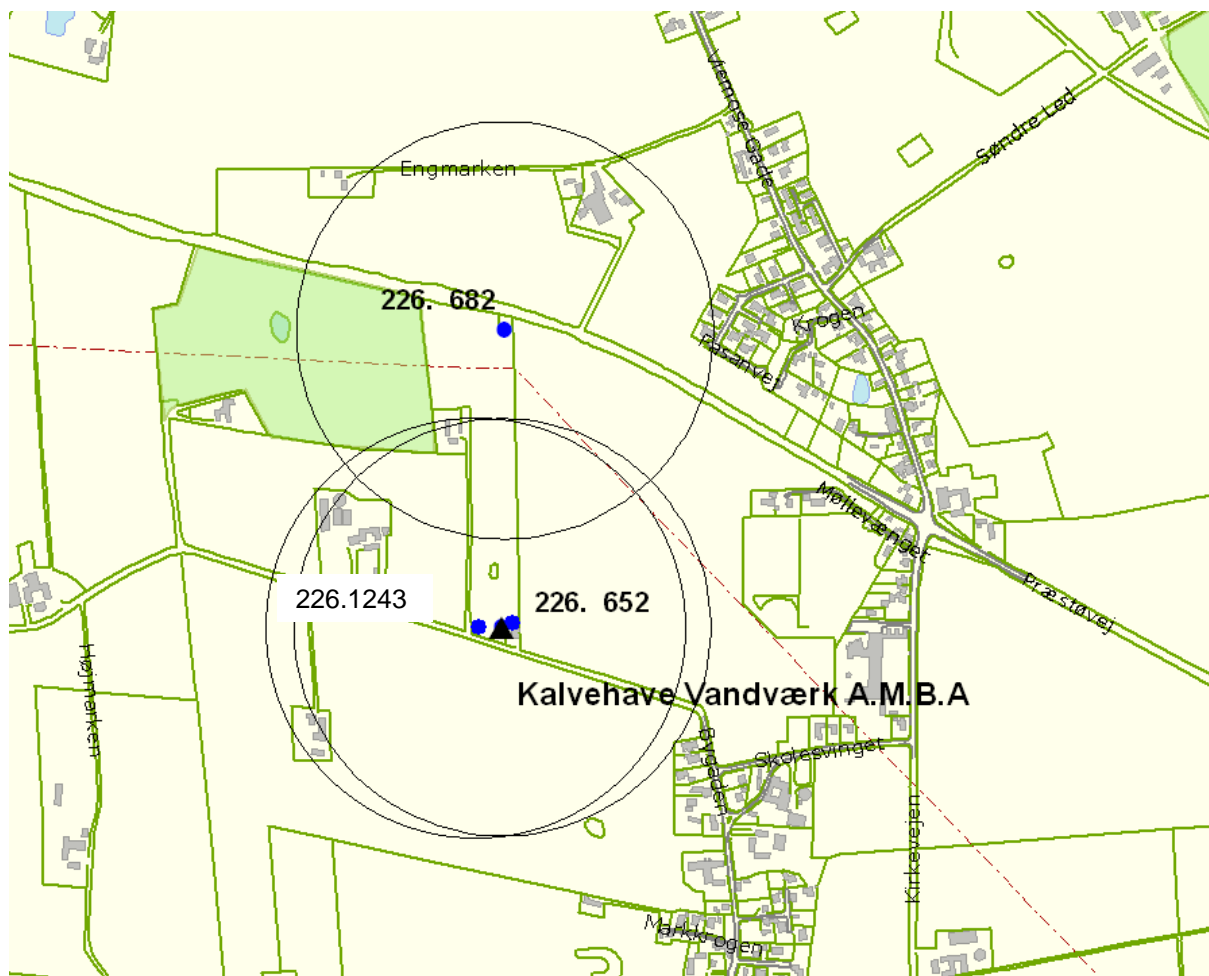 Viemose Gade
Søndre Led
Engmarken
226. 682
Krogen
Fasanvej
Møllevænget
226.1243
226. 652
Præstøvej
Højmarken
Kalvehave Vandværk A.M.B.A
Bygaden
Skolesvinget
Kirkevejen
Markkrogen